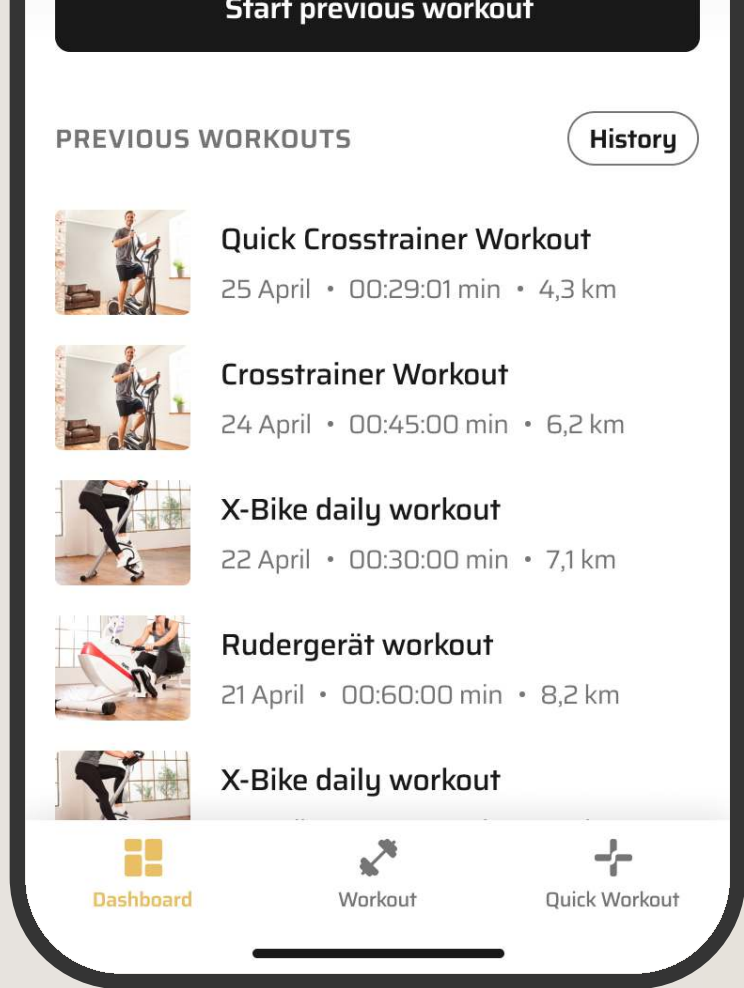 Start previous workout
PREVIOUS WORKOUTS
History
Quick Crosstrainer Workout
25 April • 00:29:01 min • 4,3 km
Crosstrainer Workout
24 April • 00:45:00 min • 6,2 km
X-Bike daily workout
22 April • 00:30:00 min • 7,1 km
Rudergerät workout
21 April • 00:60:00 min • 8,2 km
X-Bike daily workout
Dashboard
Workout
Quick Workout